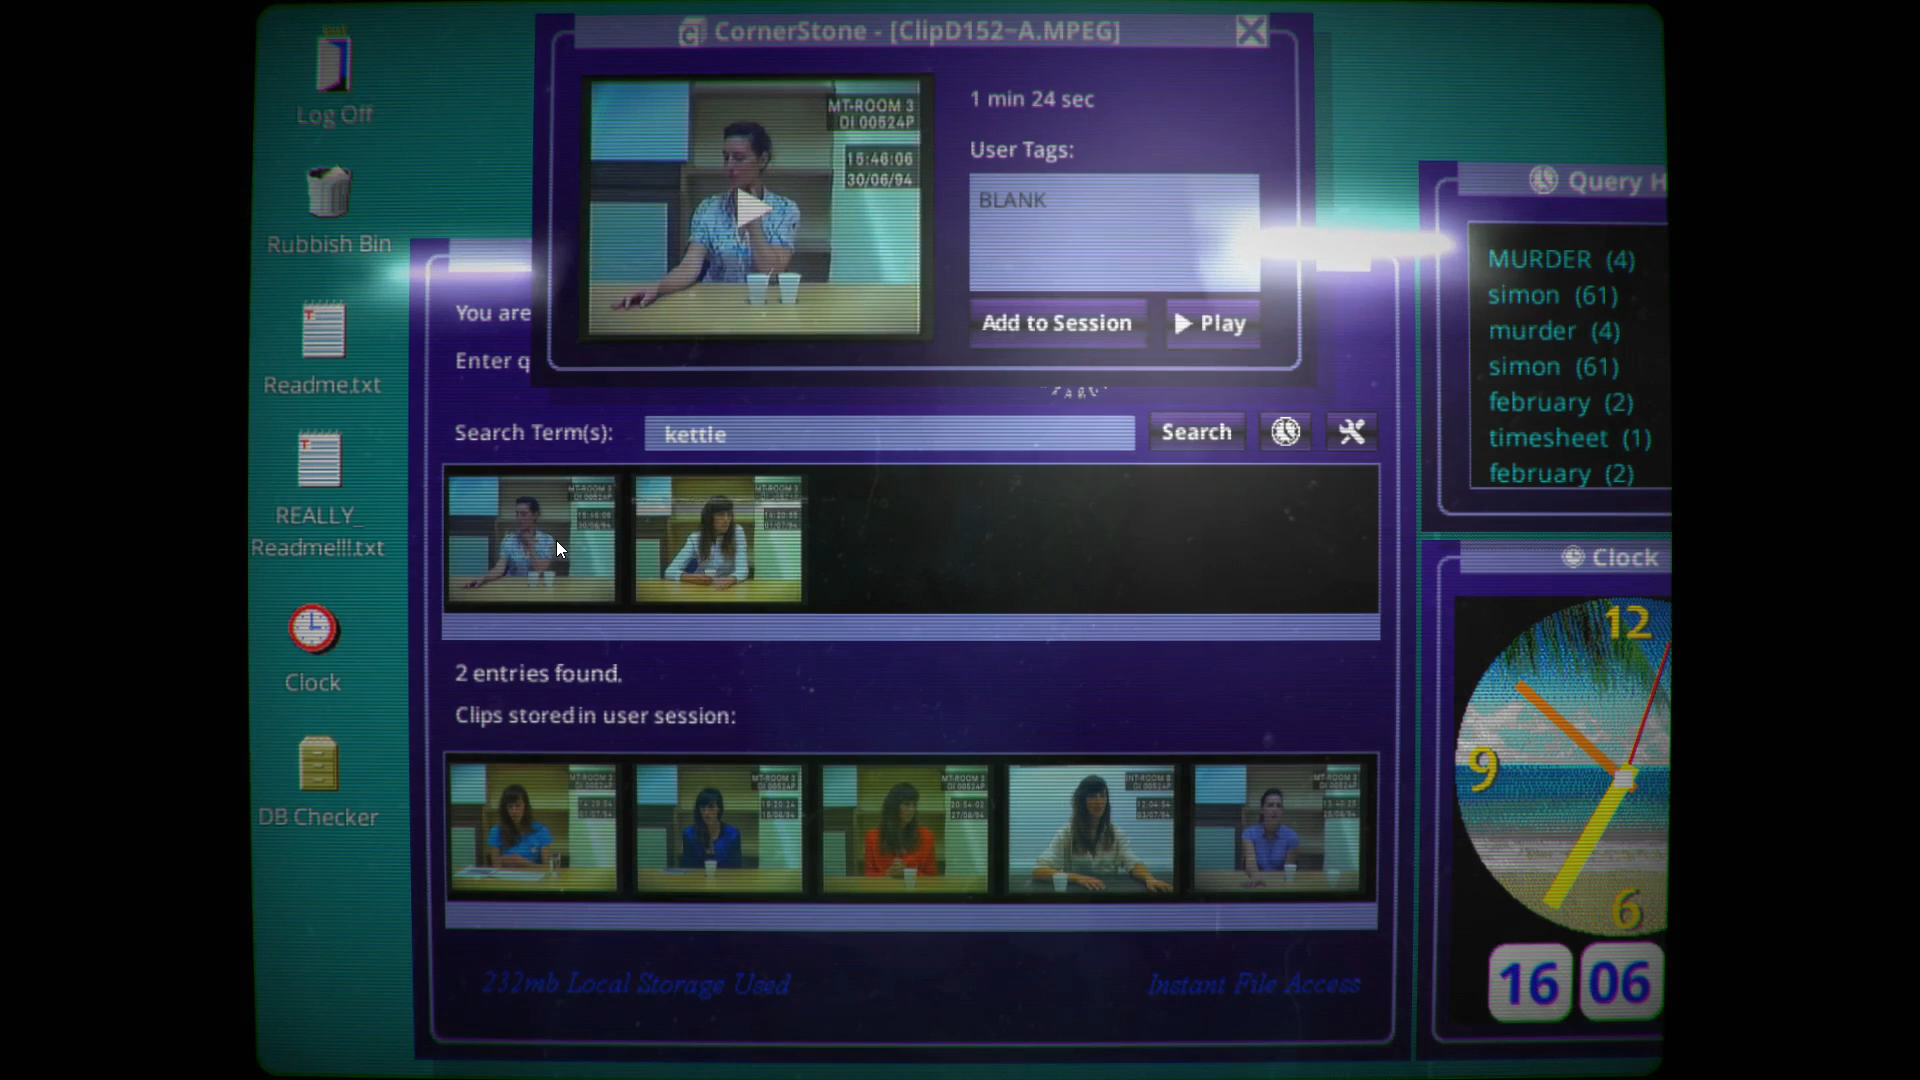 CornerStone - [ClipD152~A.MPEG]
MT-ROOM 3
DI 00524P
15:46:06
30/06/94
1 min 24 sec
User Tags:
BLANK
Add to Session
Play
Log Off
Rubbish Bin
Readme.txt
REALLY_
Readme!!!.txt
Clock
DB Checker
You are
Enter q
Search Term(s):
kettle
Search
2 entries found.
Clips stored in user session:
232mb Local Storage Used
Instant File Access
Query H
MURDER (4)
simon (61)
murder (4)
simon (61)
february (2)
timesheet (1)
february (2)
Clock
12
9
6
16 06